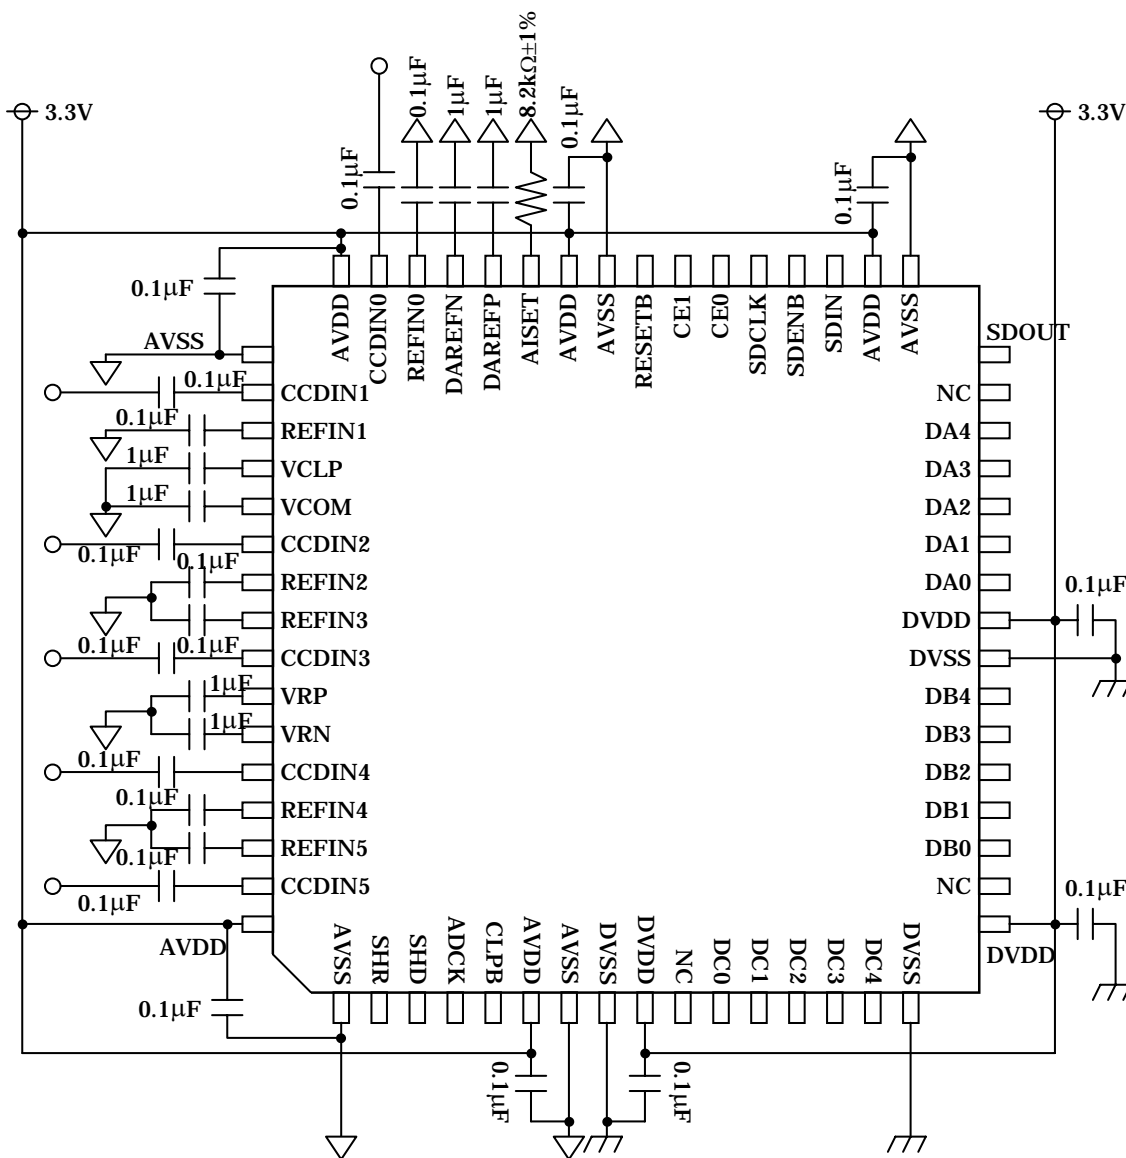 0.1µF
1µF
1µF
8.2kΩ±1%
0.1µF
3.3V
3.3V
0.1µF
0.1µF
0.1µF
AVDD
CCDIN0
REFIN0
DAREFN
DAREFP
AISET
AVDD
AVSS
RESETB
CE1
CE0
SDCLK
SDENB
SDIN
AVDD
AVSS
AVSS
0.1µF
CCDIN1
0.1µF
REFIN1
1µF
VCLP
1µF
VCOM
0.1µF
CCDIN2
0.1µF
REFIN2
REFIN3
0.1µF
0.1µF
CCDIN3
1µF
VRP
1µF
VRN
0.1µF
CCDIN4
0.1µF
REFIN4
0.1µF
REFIN5
0.1µF
CCDIN5
AVDD
0.1µF
SDOUT
NC
DA4
DA3
DA2
DA1
DA0
0.1µF
DVDD
DVSS
DB4
DB3
DB2
DB1
DB0
NC
0.1µF
DVDD
AVSS
SHR
SHD
ADCK
CLPB
AVDD
AVSS
DVSS
DVDD
NC
DC0
DC1
DC2
DC3
DC4
DVSS
0.1µF
0.1µF